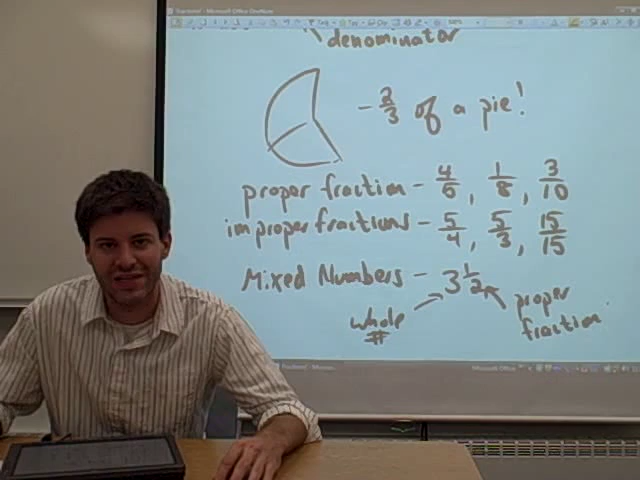 denominator
- 2/3 of a pie!
proper fraction - 4/6, 1/8, 3/10
improper fractions - 5/4, 5/3, 15/15
Mixed Numbers - 3 1/2
whole #
proper
fraction